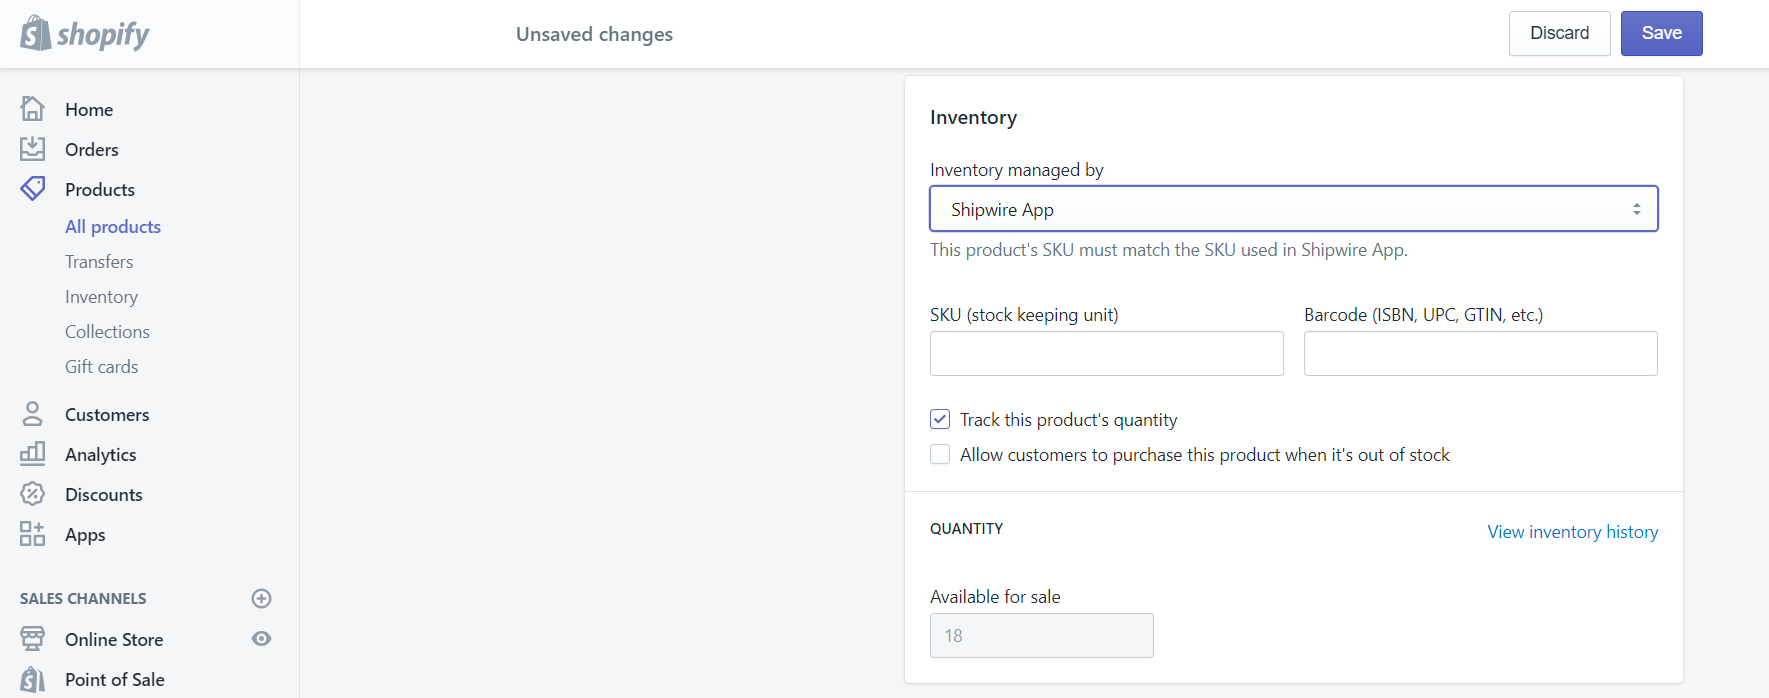 shopify
Unsaved changes
Discard
Save
Home
Orders
Products
All products
Transfers
Inventory
Collections
Gift cards
Customers
Analytics
Discounts
Apps
SALES CHANNELS
Online Store
Point of Sale
Inventory
Inventory managed by
Shipwire App
This product's SKU must match the SKU used in Shipwire App.
SKU (stock keeping unit)
Barcode (ISBN, UPC, GTIN, etc.)
Track this product's quantity
Allow customers to purchase this product when it's out of stock
QUANTITY
View inventory history
Available for sale
18